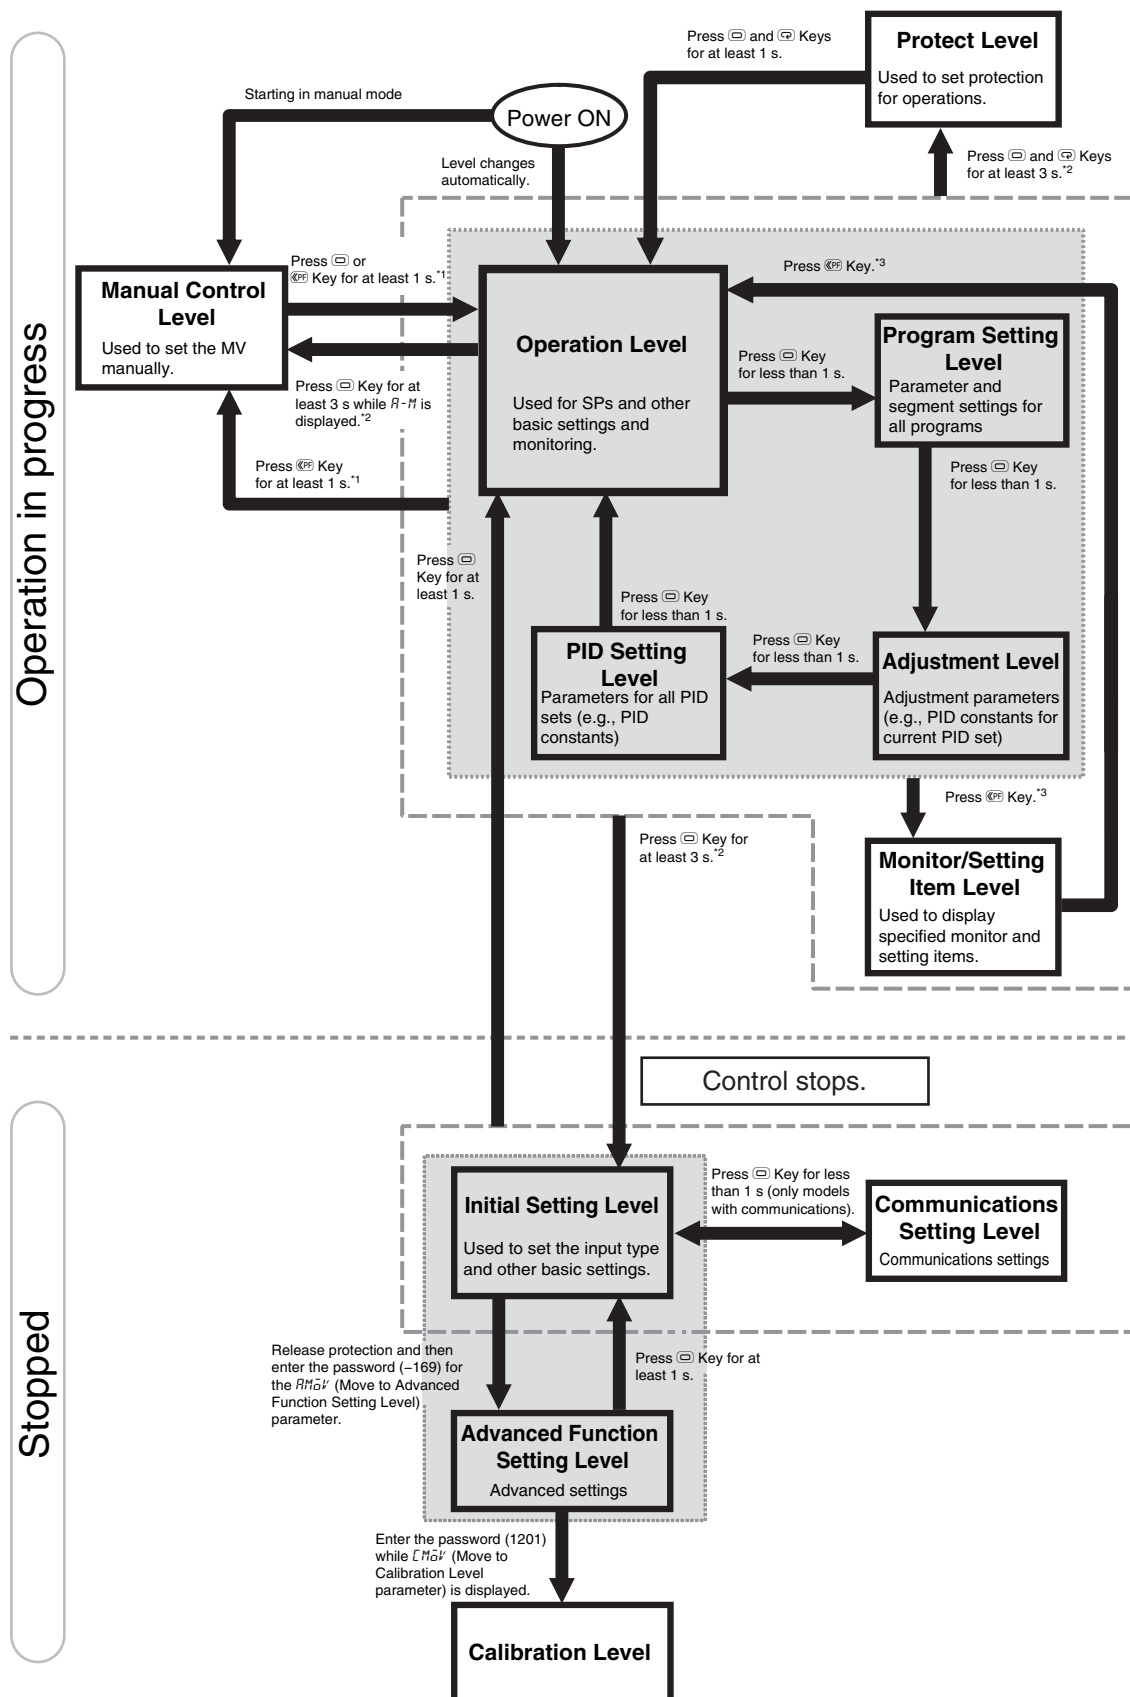 Operation in progress
Protect Level
Used to set protection
for operations.
Press and Keys
for at least 1 s.
Starting in manual mode
Power ON
Level changes
automatically.
Press and Keys
for at least 3 s.*2
Press or
PF Key for at least 1 s.*1
Manual Control
Level
Used to set the MV
manually.
Press Key for at
least 3 s while A-M is
displayed.*2
Press PF Key
for at least 1 s.*1
Operation Level
Used for SPs and other
basic settings and
monitoring.
Press PF Key.*3
Press Key
for less than 1 s.
Program Setting
Level
Parameter and
segment settings for
all programs
Press Key
for less than 1 s.
Press
Key for at
least 1 s.
Press Key
for less than 1 s.
PID Setting
Level
Parameters for all PID
sets (e.g., PID
constants)
Press Key
for less than 1 s.
Adjustment Level
Adjustment parameters
(e.g., PID constants for
current PID set)
Press PF Key.*3
Press Key for
at least 3 s.*2
Monitor/Setting
Item Level
Used to display
specified monitor and
setting items.
Control stops.
Stopped
Initial Setting Level
Used to set the input type
and other basic settings.
Press Key for less
than 1 s (only models
with communications).
Communications
Setting Level
Communications settings
Release protection and then
enter the password (−169) for
the AMoV (Move to Advanced
Function Setting Level)
parameter.
Press Key for at
least 1 s.
Advanced Function
Setting Level
Advanced settings
Enter the password (1201)
while CMoV (Move to
Calibration Level
parameter) is displayed.
Calibration Level